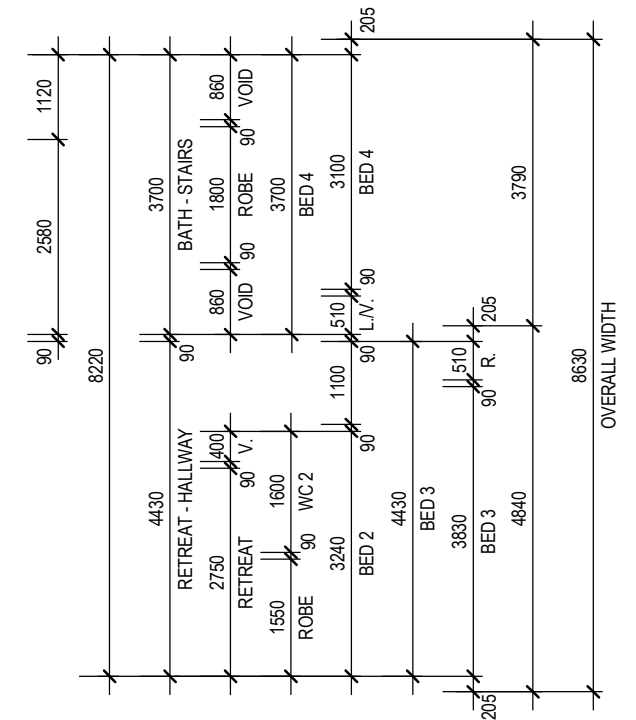 90 2580 1120
8220
4430 90 3700
RETREAT - HALLWAY BATH - STAIRS
2750 90 400 860 90 1800 90 860
RETREAT V. VOID ROBE VOID
1550 90 1600 3700
ROBE WC 2 BED 4
205
3240 90 1100 90 510 90 3100
BED 2 L./V. BED 4
4430
BED 3
205 3830 90 510 205
BED 3 R.
4840 3790
8630
OVERALL WIDTH